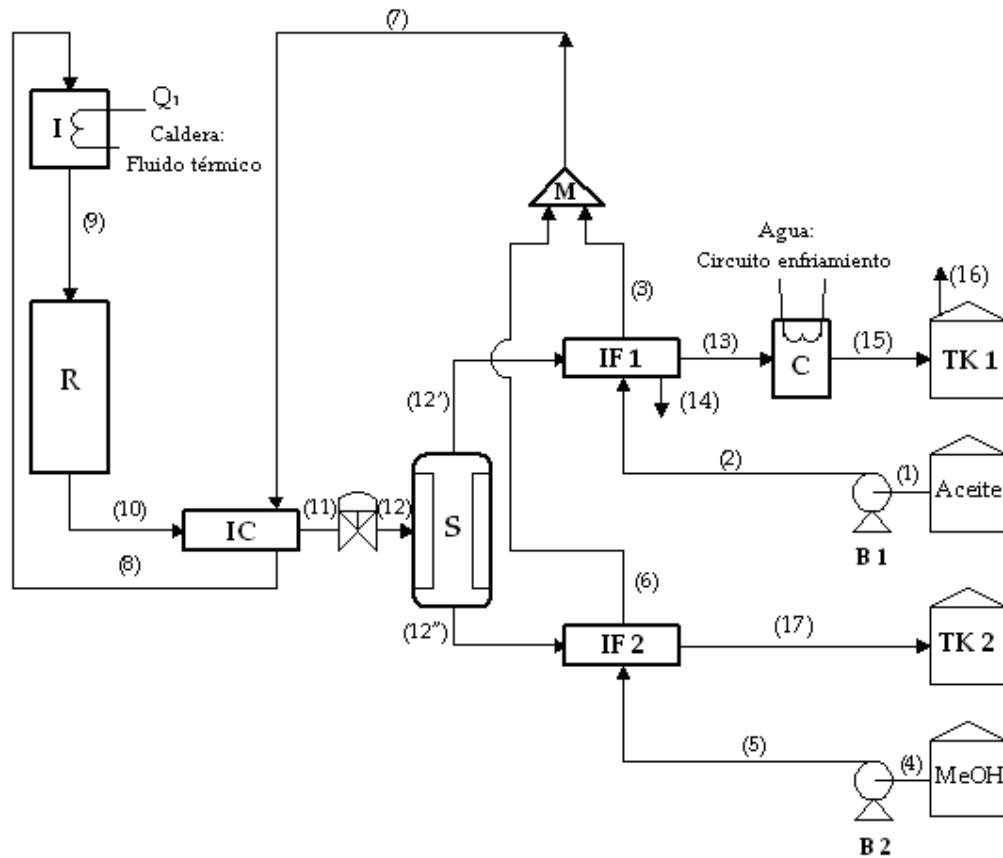 (7)
Q₁
I
Caldera:
Fluido térmico
(9)
M
Agua:
Circuito enfriamiento
(16)
(3)
IF 1
(13)
(15)
C
TK 1
R
(12')
(14)
(2)
(1)
Aceite
(10)
(11)
(12)
S
IC
B 1
(8)
(6)
(12")
(17)
IF 2
TK 2
(5)
(4)
MeOH
B 2